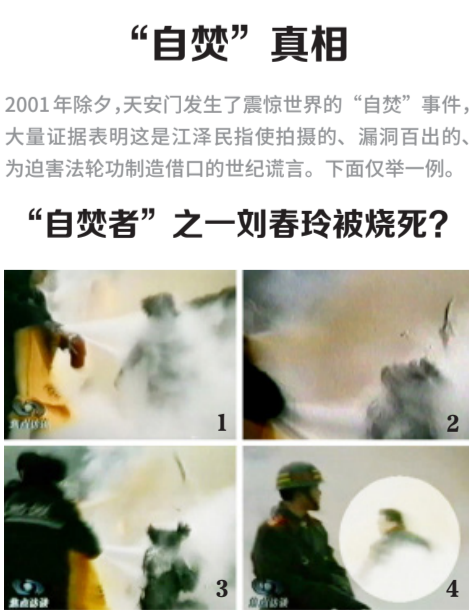 “自焚”真相
2001年除夕，天安门发生了震惊世界的“自焚”事件，
大量证据表明这是江泽民指使拍摄的、漏洞百出的、
为迫害法轮功制造借口的世纪谎言。下面仅举一例。
“自焚者”之一刘春玲被烧死？
1
焦点访谈
2
3
焦点访谈
4
焦点访谈